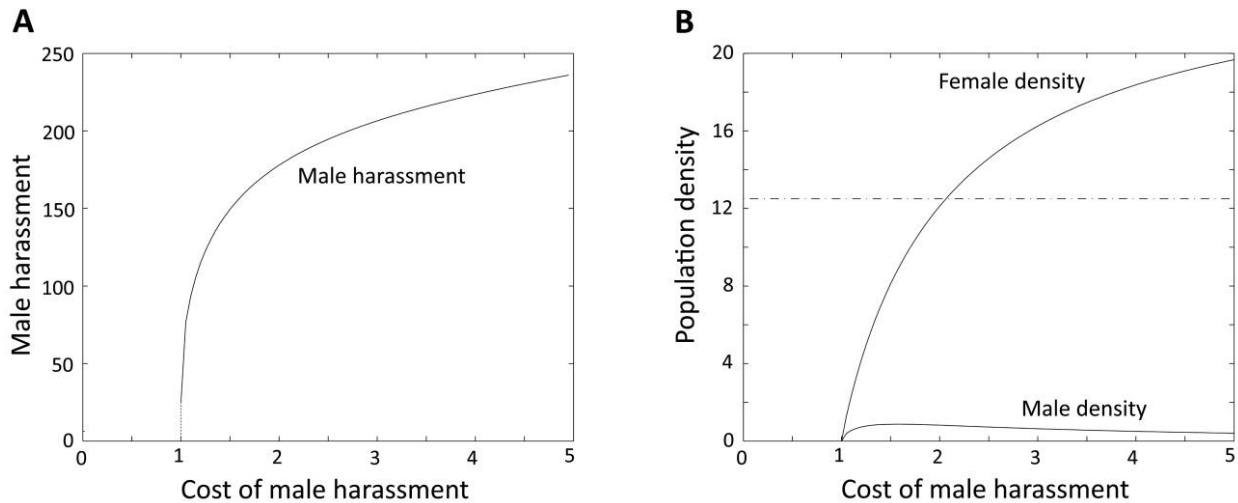 A
250
200
150
100
50
0
Male harassment
Male harassment
0 1 2 3 4 5
Cost of male harassment
B
20
16
12
8
4
0
Population density
Female density
Male density
0 1 2 3 4 5
Cost of male harassment